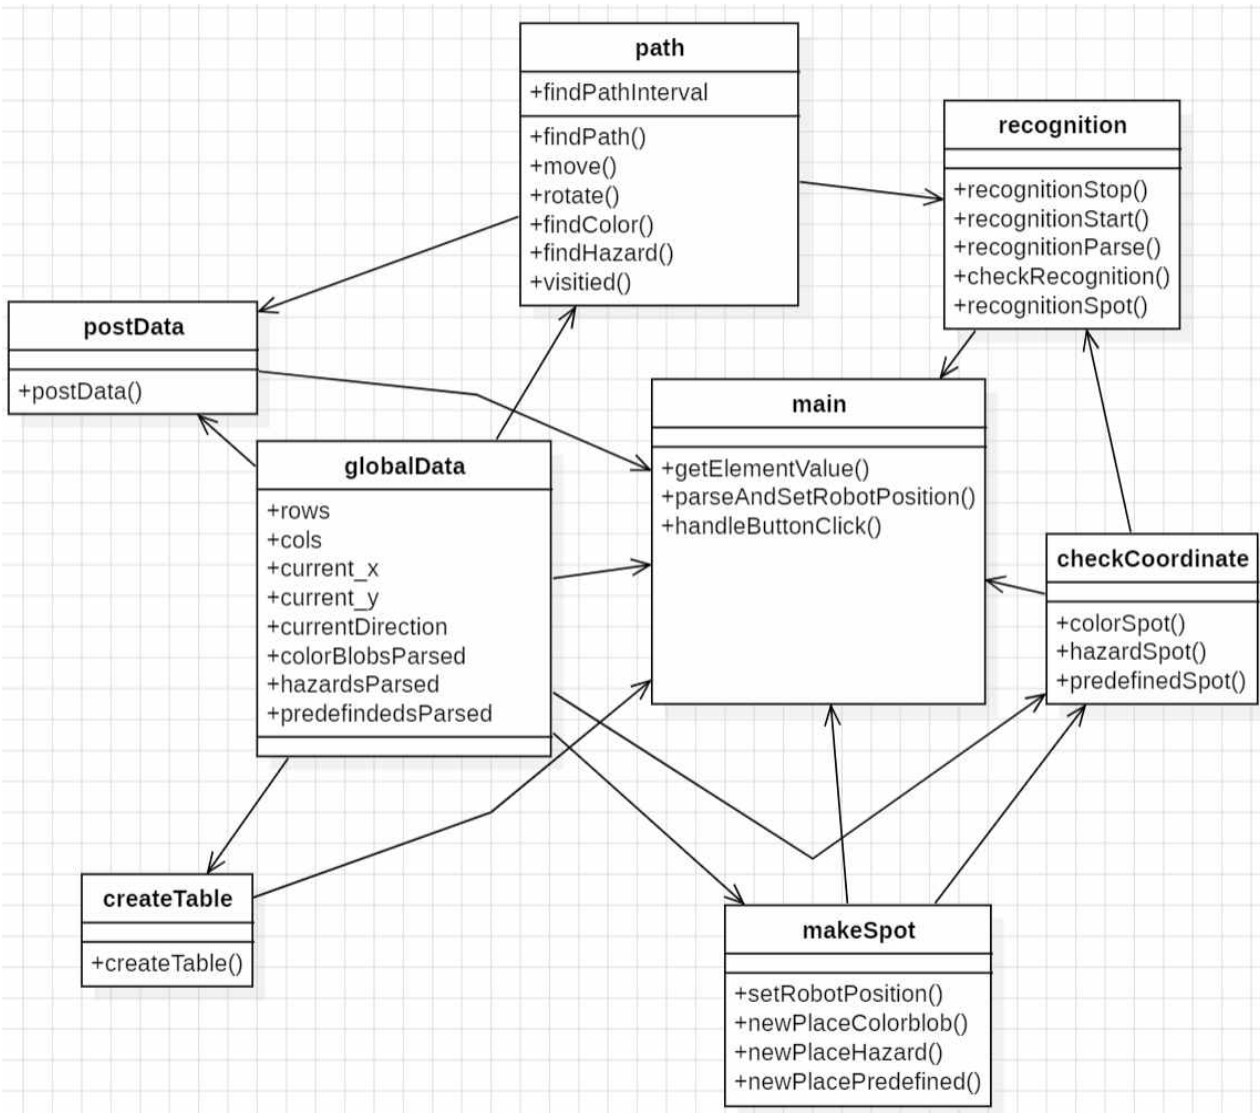 path
+findPathInterval
+findPath()
+move()
+rotate()
+findColor()
+findHazard()
+visitied()
recognition
+recognitionStop()
+recognitionStart()
+recognitionParse()
+checkRecognition()
+recognitionSpot()
postData
+postData()
main
+getElementValue()
+parseAndSetRobotPosition()
+handleButtonClick()
globalData
+rows
+cols
+current_x
+current_y
+currentDirection
+colorBlobsParsed
+hazardsParsed
+predefindedsParsed
checkCoordinate
+colorSpot()
+hazardSpot()
+predefinedSpot()
createTable
+createTable()
makeSpot
+setRobotPosition()
+newPlaceColorblob()
+newPlaceHazard()
+newPlacePredefined()